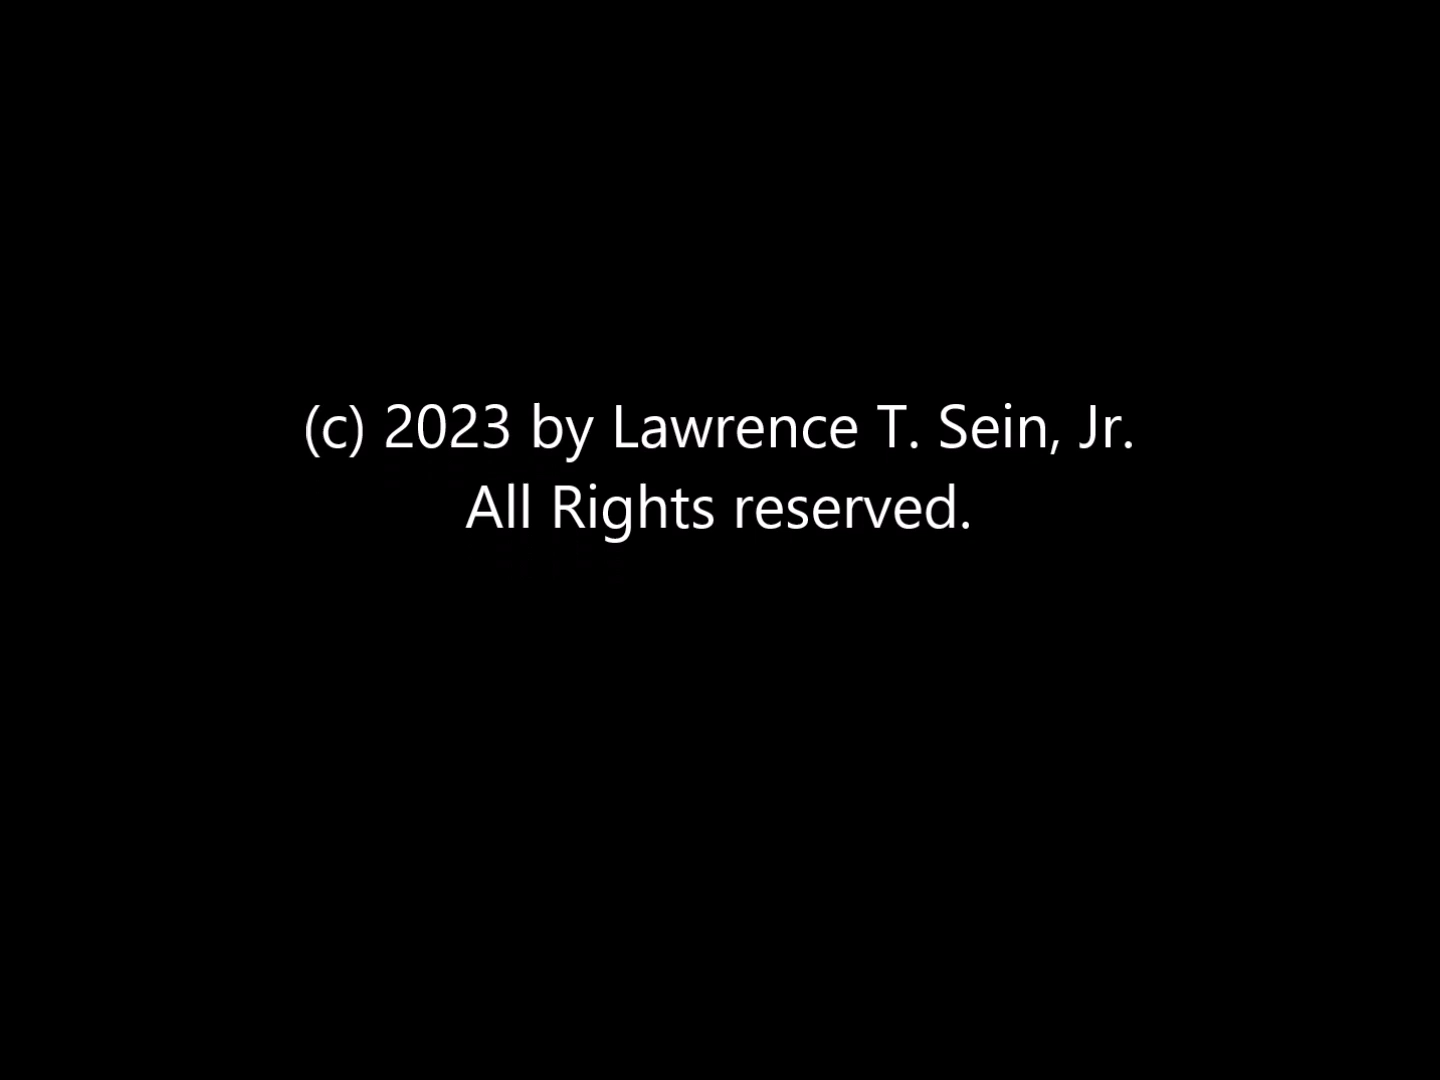 (c) 2023 by Lawrence T. Sein, Jr.
All Rights reserved.